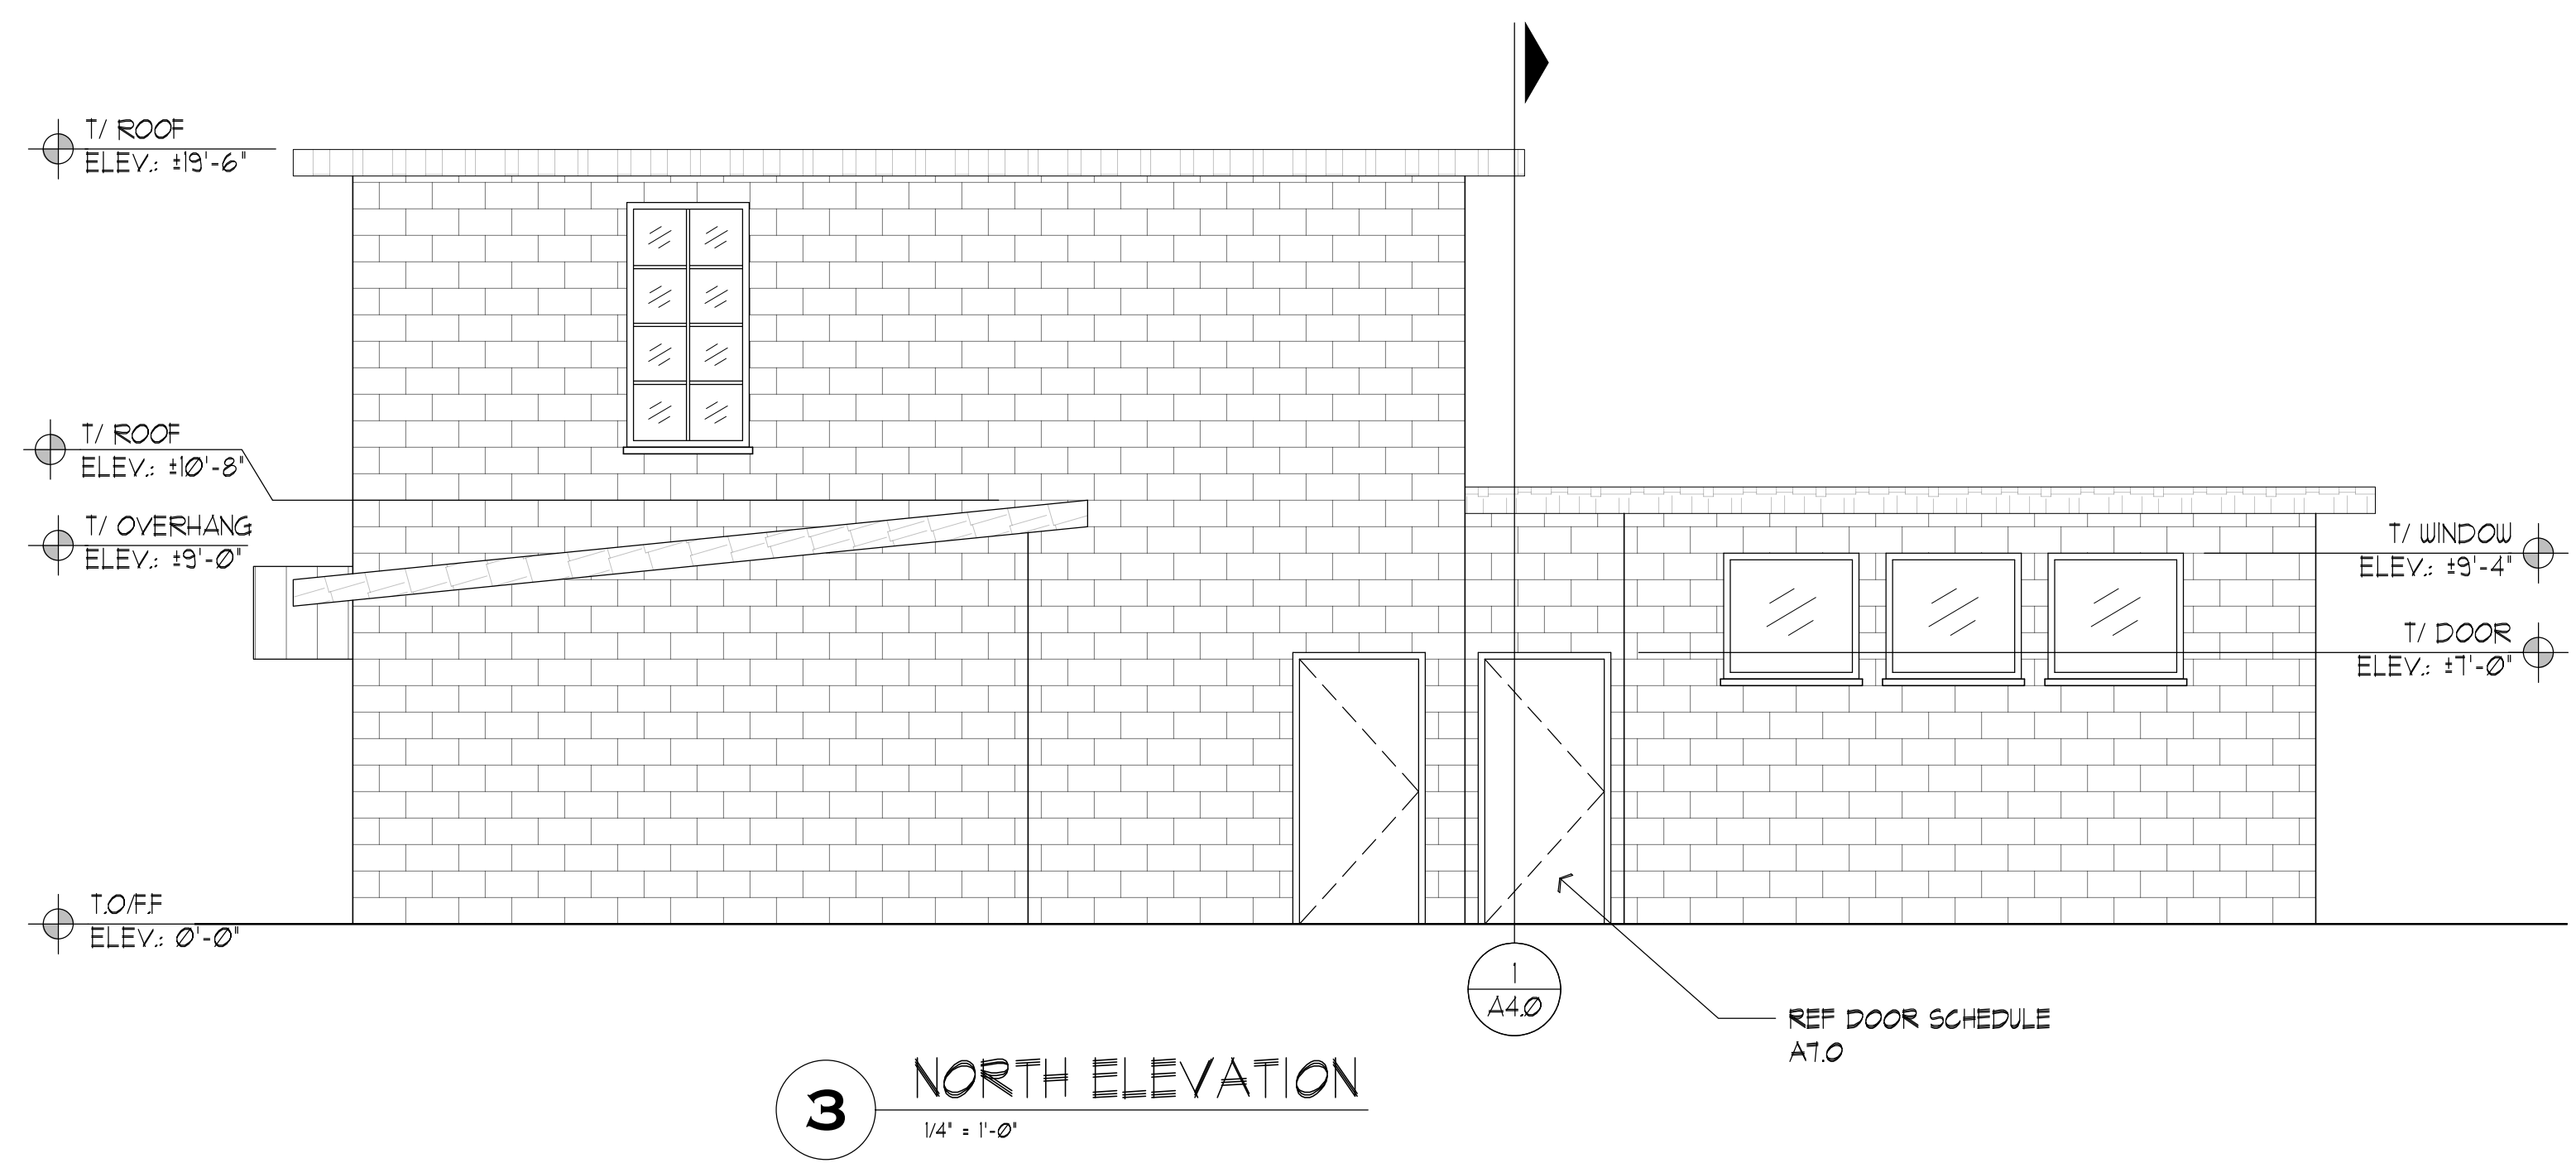 T/ ROOF
ELEV.: ±19'-6"
T/ ROOF
ELEV.: ±10'-8"
T/ OVERHANG
ELEV.: ±9'-0"
T/ WINDOW
ELEV.: ±9'-4"
T/ DOOR
ELEV.: ±7'-0"
T.O/F.F
ELEV.: 0'-0"
1
A4.0
REF DOOR SCHEDULE
A7.0
3
NORTH ELEVATION
1/4" = 1'-0"